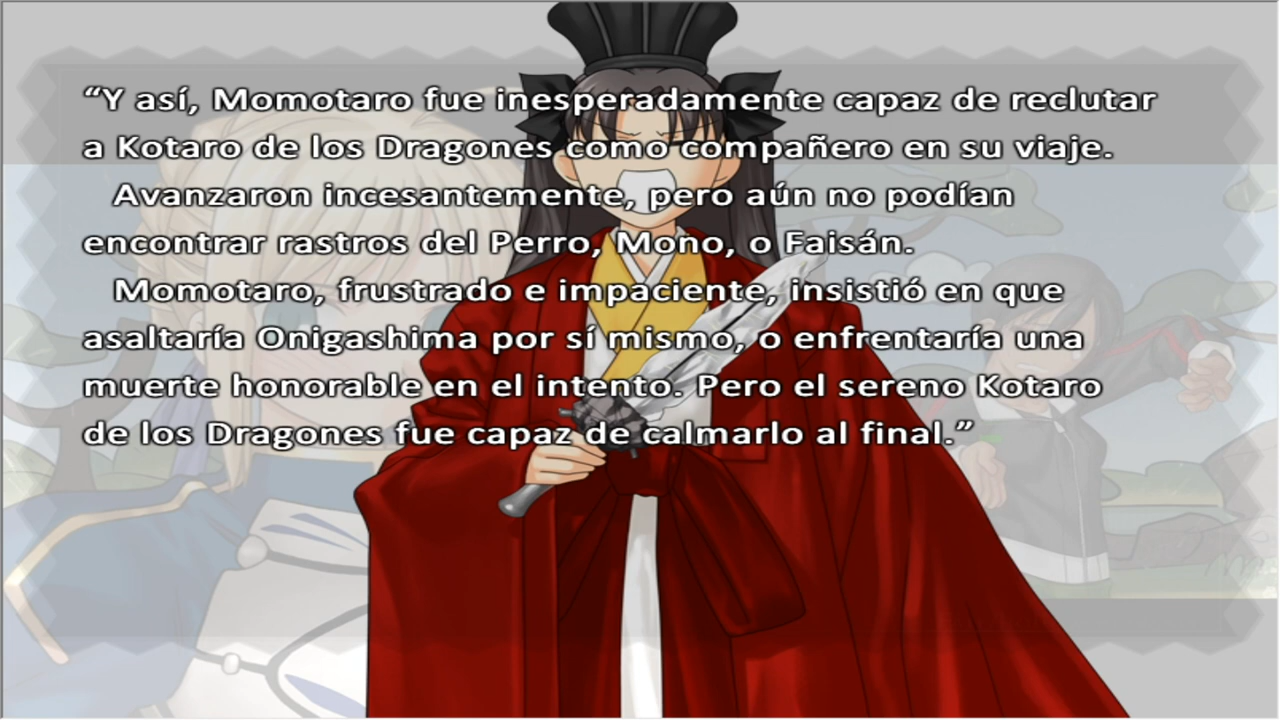 “Y así, Momotaro fue inesperadamente capaz de reclutar
a Kotaro de los Dragones como compañero en su viaje.
Avanzaron incesantemente, pero aún no podían
encontrar rastros del Perro, Mono, o Faisán.
Momotaro, frustrado e impaciente, insistió en que
asaltaría Onigashima por sí mismo, o enfrentaría una
muerte honorable en el intento. Pero el sereno Kotaro
de los Dragones fue capaz de calmarlo al final.”